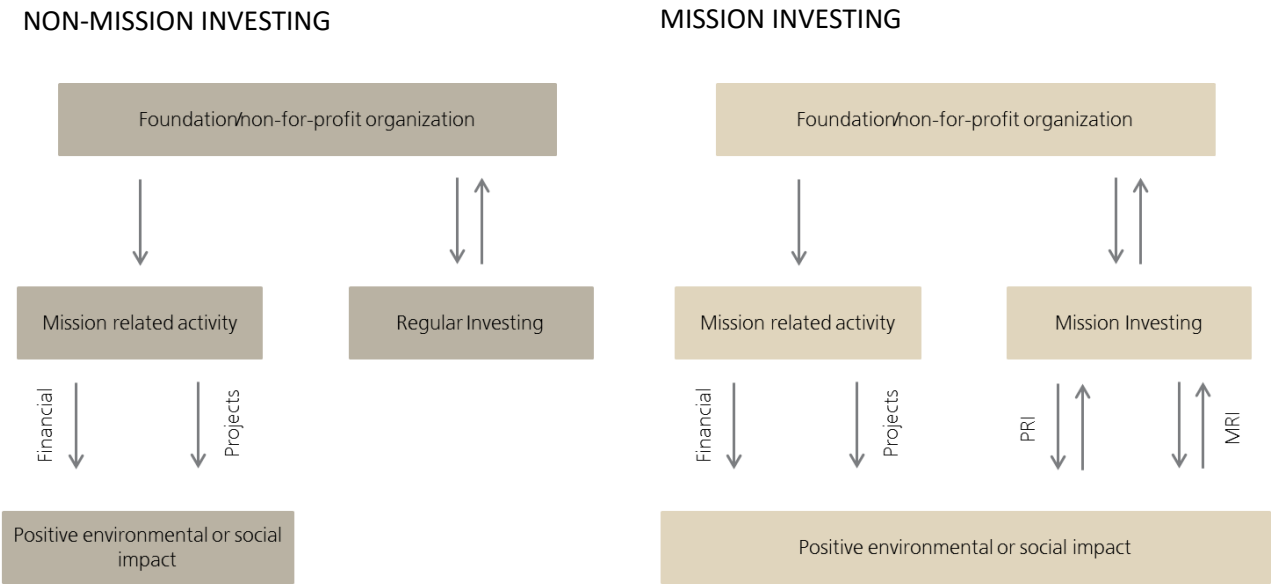 NON-MISSION INVESTING
Foundation/non-for-profit organization
Mission related activity
Regular Investing
Financial
Projects
Positive environmental or social
impact
MISSION INVESTING
Foundation/non-for-profit organization
Mission related activity
Mission Investing
Financial
Projects
PRI
MRI
Positive environmental or social impact